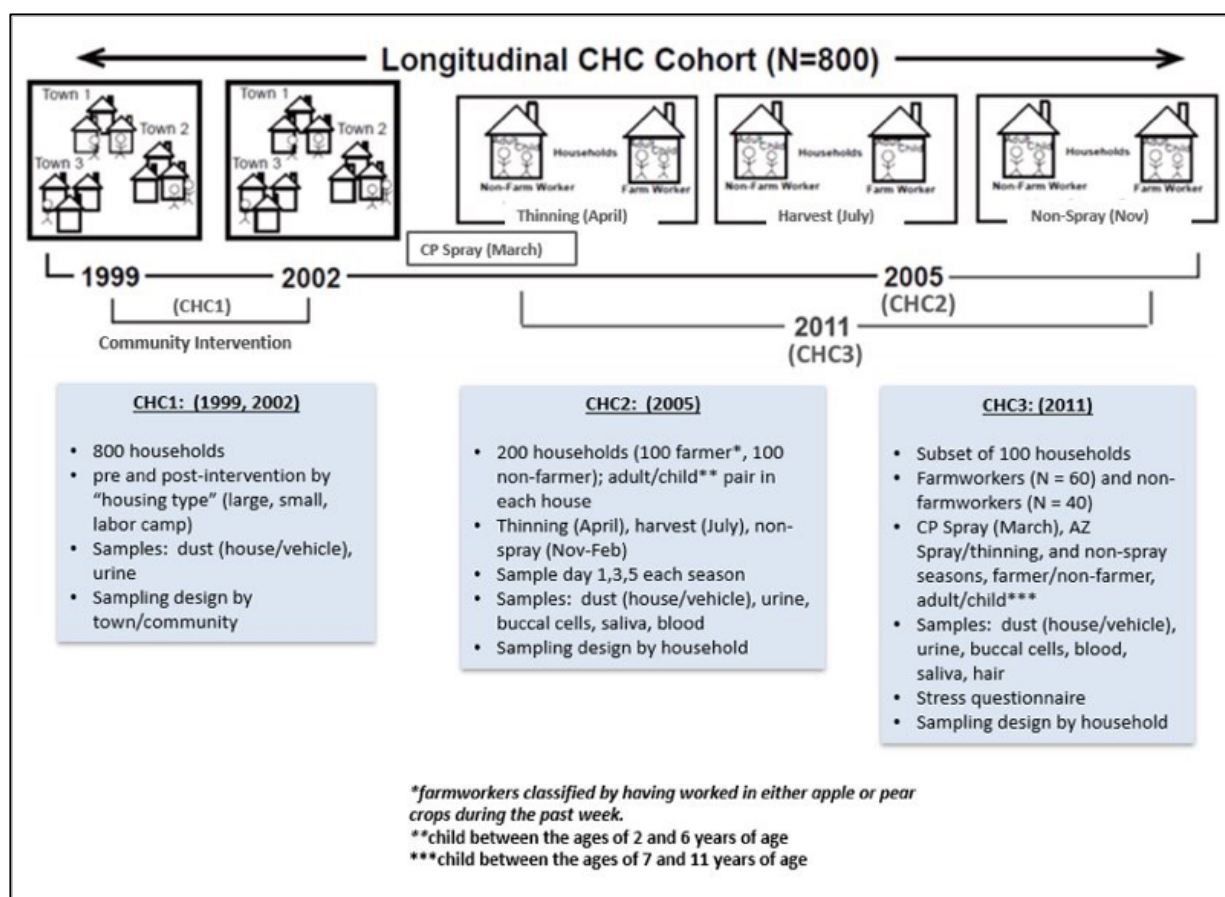 Longitudinal CHC Cohort (N=800)
Town 1
Town 2
Town 3
Town 1
Town 2
Town 3
Adult Child
Households
Non-Farm Worker
Farm Worker
Thinning (April)
Adult Child
Households
Non-Farm Worker
Farm Worker
Harvest (July)
Adult Child
Households
Non-Farm Worker
Farm Worker
Non-Spray (Nov)
CP Spray (March)
1999
2002
2005
(CHC1)
(CHC2)
Community Intervention
2011
(CHC3)
CHC1: (1999, 2002)
• 800 households
• pre and post-intervention by
"housing type" (large, small,
labor camp)
• Samples: dust (house/vehicle),
urine
• Sampling design by
town/community
CHC2: (2005)
• 200 households (100 farmer*, 100
non-farmer); adult/child** pair in
each house
• Thinning (April), harvest (July), non-
spray (Nov-Feb)
• Sample day 1,3,5 each season
• Samples: dust (house/vehicle), urine,
buccal cells, saliva, blood
• Sampling design by household
CHC3: (2011)
• Subset of 100 households
• Farmworkers (N = 60) and non-
farmworkers (N = 40)
• CP Spray (March), AZ
Spray/thinning, and non-spray
seasons, farmer/non-farmer,
adult/child***
• Samples: dust (house/vehicle),
urine, buccal cells, blood,
saliva, hair
• Stress questionnaire
• Sampling design by household
*farmworkers classified by having worked in either apple or pear
crops during the past week.
**child between the ages of 2 and 6 years of age
***child between the ages of 7 and 11 years of age